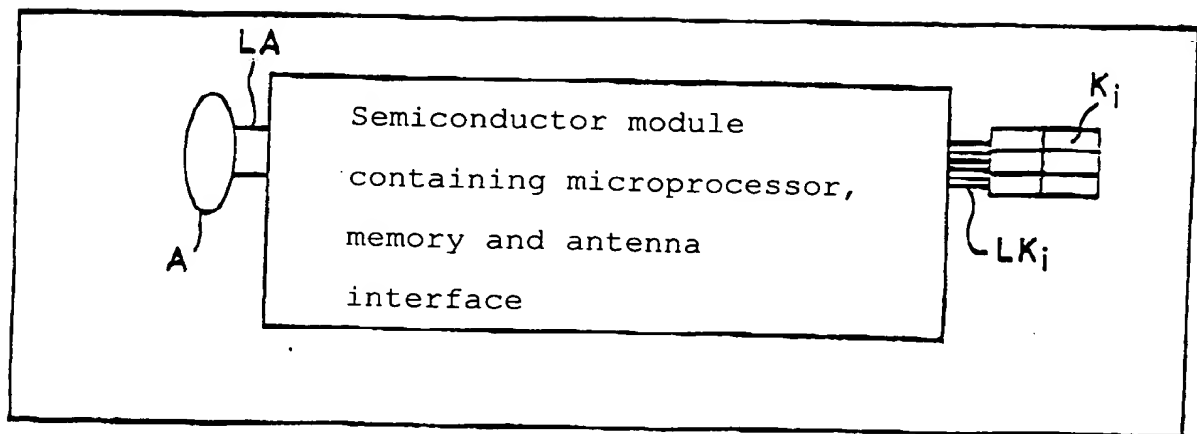 LA
Ki
Semiconductor module
containing microprocessor,
memory and antenna
interface
A
LKi